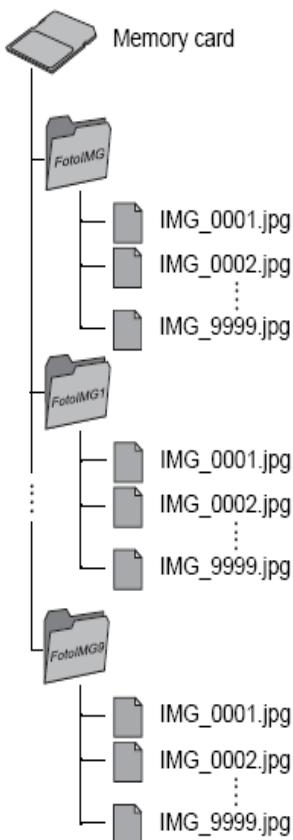 Memory card
FotoIMG
IMG_0001.jpg
IMG_0002.jpg
IMG_9999.jpg
FotoIMG1
IMG_0001.jpg
IMG_0002.jpg
IMG_9999.jpg
FotoIMG9
IMG_0001.jpg
IMG_0002.jpg
IMG_9999.jpg